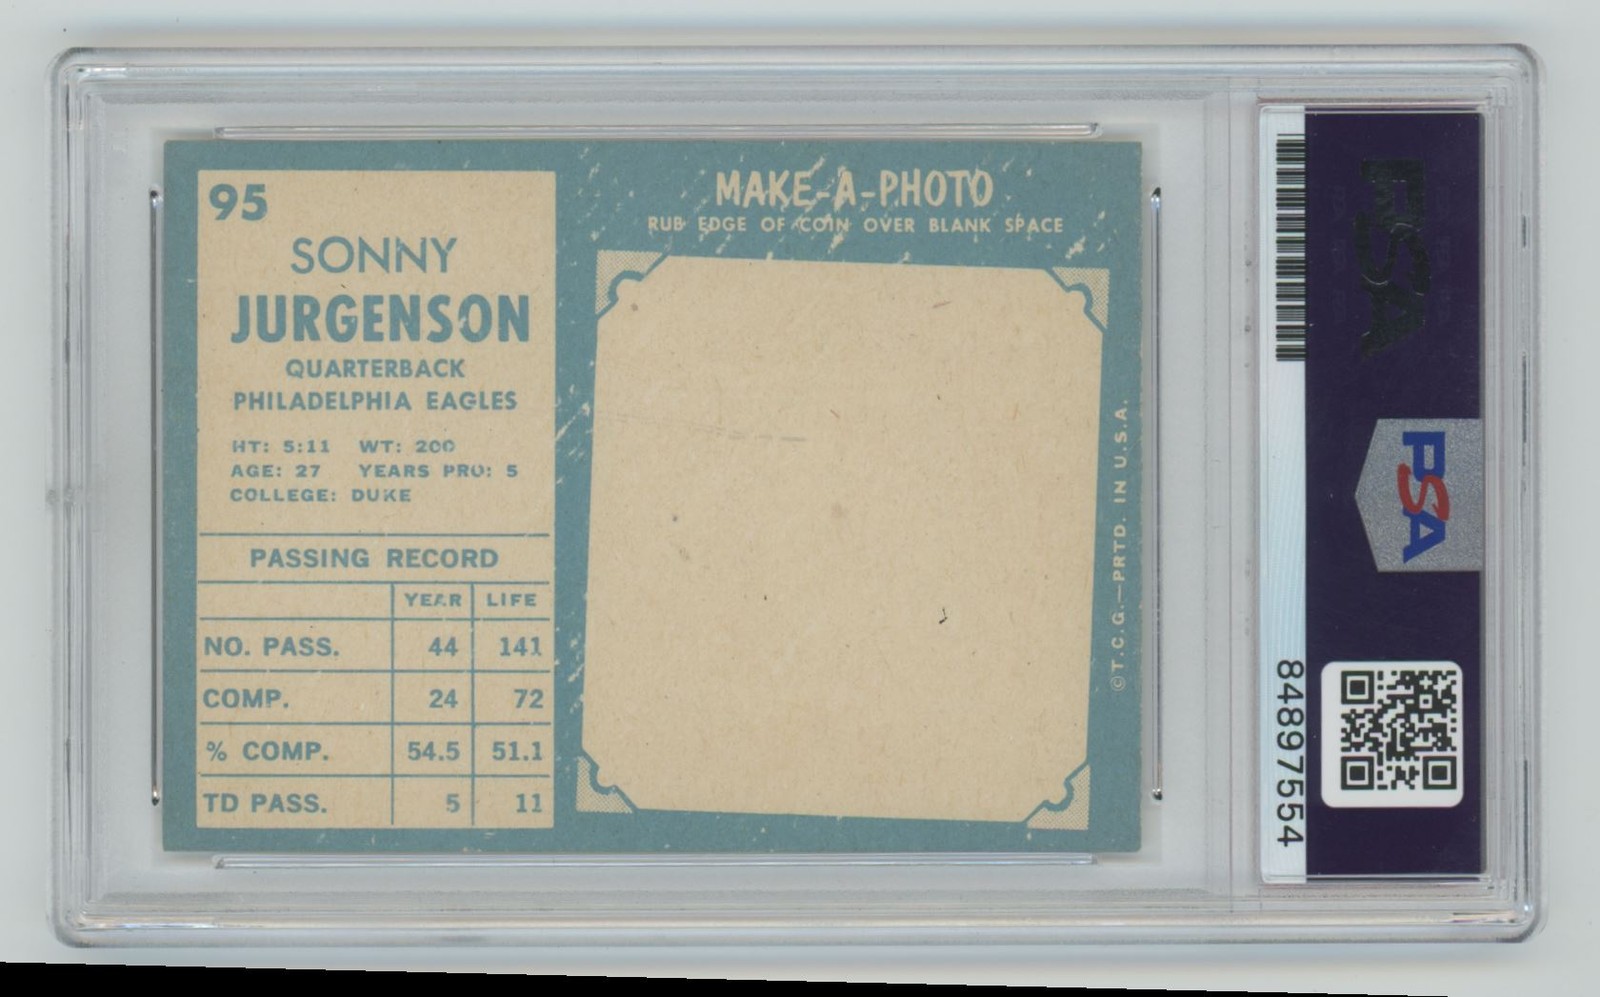 95
SONNY
JURGENSON
QUARTERBACK
PHILADELPHIA EAGLES
HT: 5:11 WT: 200
AGE: 27 YEARS PRO: 5
COLLEGE: DUKE
PASSING RECORD
YEAR LIFE
NO. PASS. 44 141
COMP. 24 72
% COMP. 54.5 51.1
TD PASS. 5 11
MAKE-A-PHOTO
RUB EDGE OF COIN OVER BLANK SPACE
©T.C.G.—PRTD. IN U.S.A.
84897554
PSA
PSA